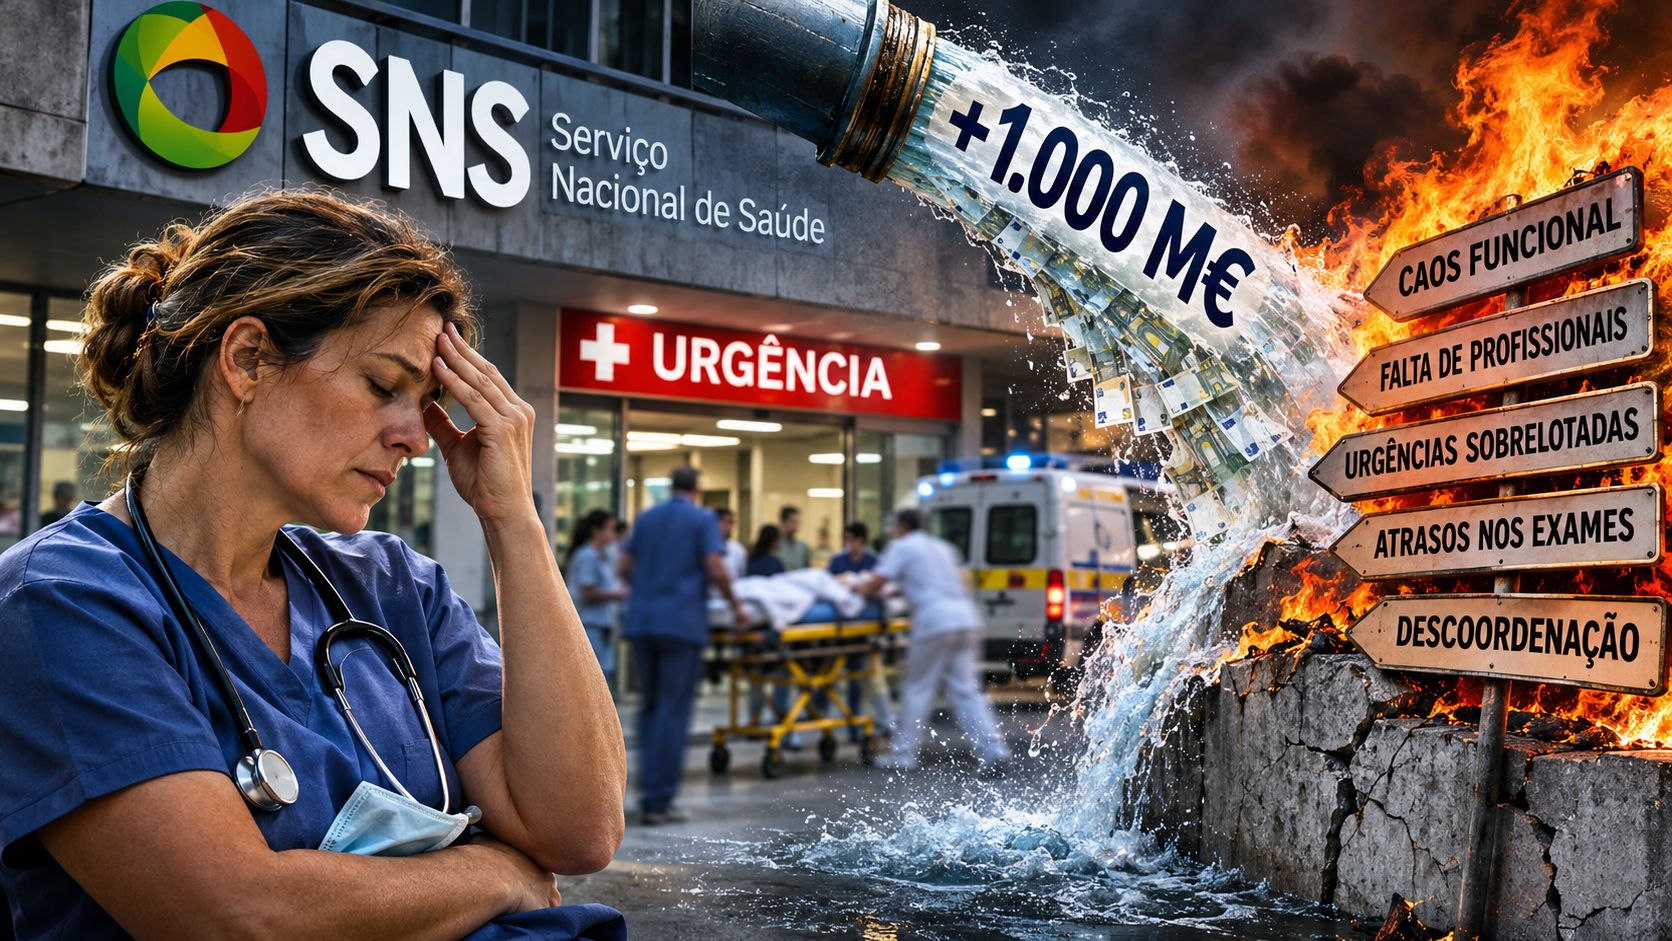 SNS
Serviço
Nacional de Saúde
+ URGÊNCIA
+1.000 M€
CAOS FUNCIONAL
FALTA DE PROFISSIONAIS
URGÊNCIAS SOBRELOTADAS
ATRASOS NOS EXAMES
DESCOORDENAÇÃO